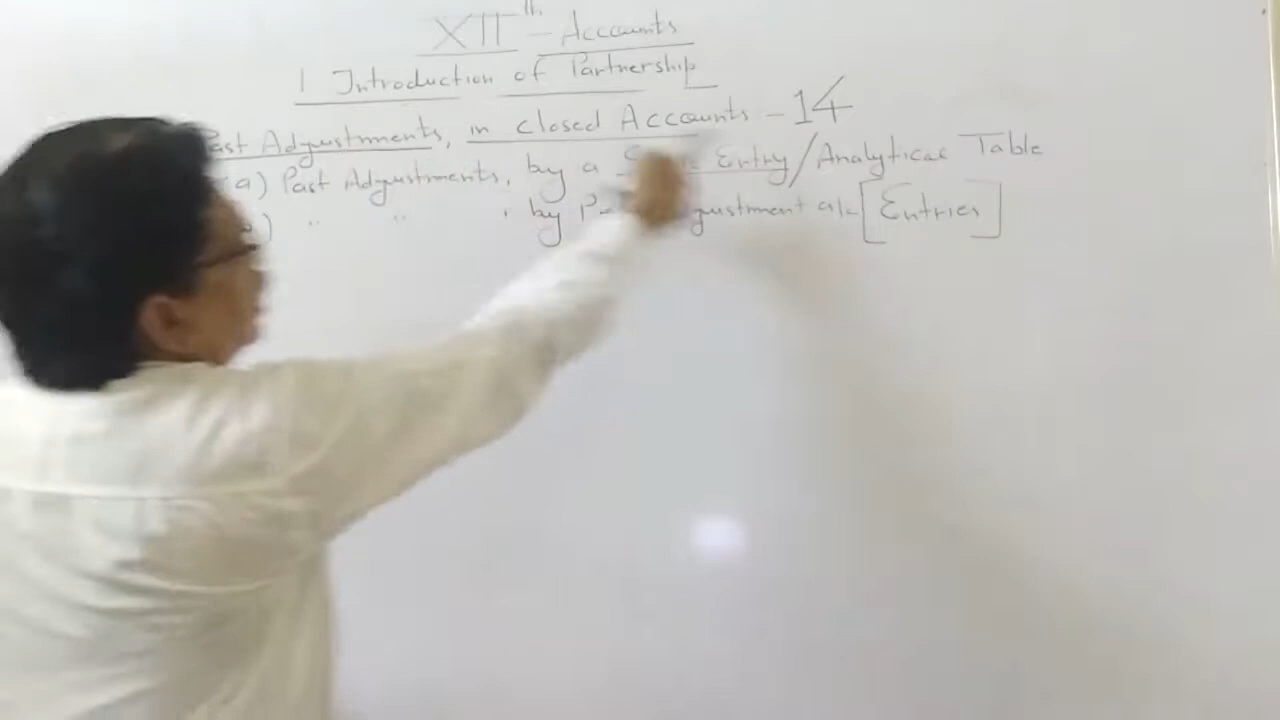 XIIth - Accounts
1 Introduction of Partnership
Past Adjustments, in closed Accounts - 14
(a) Past Adjustments, by a Entry/Analytical Table
) " " , by Adjustment a/c [Entries]